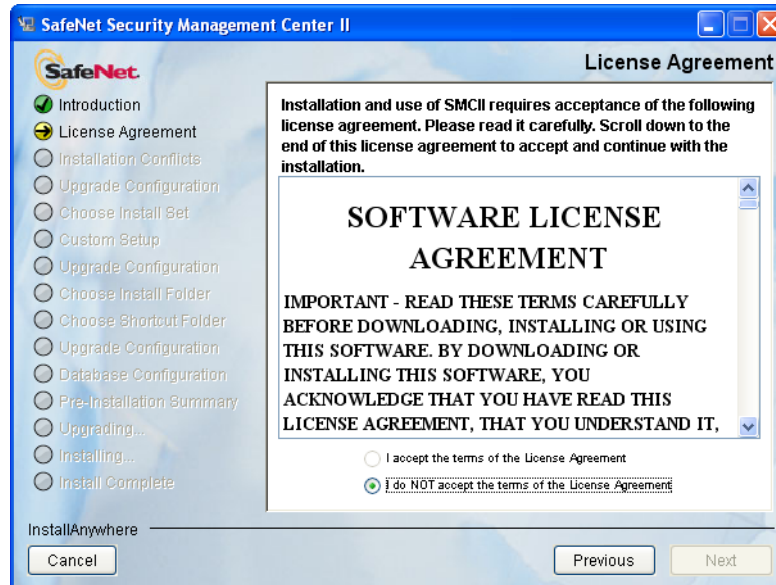 SafeNet Security Management Center II
SafeNet.
License Agreement
Introduction
License Agreement
Installation Conflicts
Upgrade Configuration
Choose Install Set
Custom Setup
Upgrade Configuration
Choose Install Folder
Choose Shortcut Folder
Upgrade Configuration
Database Configuration
Pre-Installation Summary
Upgrading...
Installing...
Install Complete
Installation and use of SMCII requires acceptance of the following
license agreement. Please read it carefully. Scroll down to the
end of this license agreement to accept and continue with the
installation.
SOFTWARE LICENSE
AGREEMENT
IMPORTANT - READ THESE TERMS CAREFULLY
BEFORE DOWNLOADING, INSTALLING OR USING
THIS SOFTWARE. BY DOWNLOADING OR
INSTALLING THIS SOFTWARE, YOU
ACKNOWLEDGE THAT YOU HAVE READ THIS
LICENSE AGREEMENT, THAT YOU UNDERSTAND IT,
I accept the terms of the License Agreement
I do NOT accept the terms of the License Agreement
InstallAnywhere
Cancel
Previous
Next